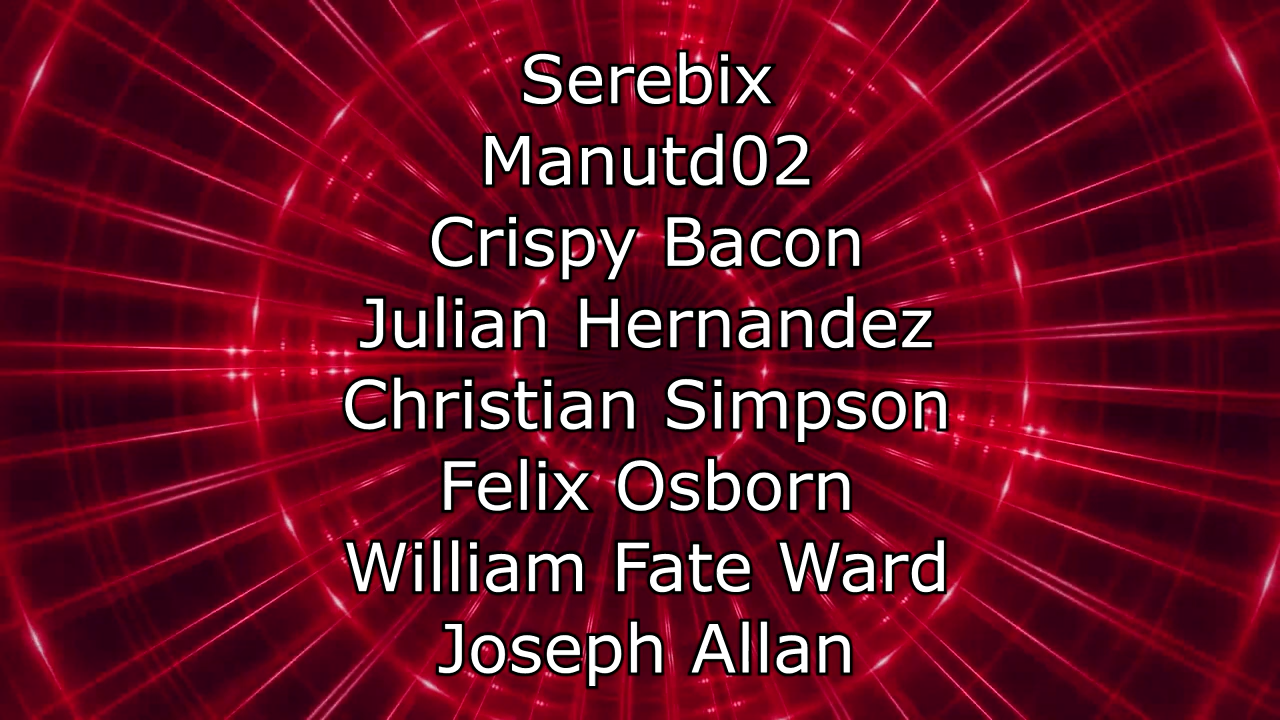 Serebix
Manutd02
Crispy Bacon
Julian Hernandez
Christian Simpson
Felix Osborn
William Fate Ward
Joseph Allan